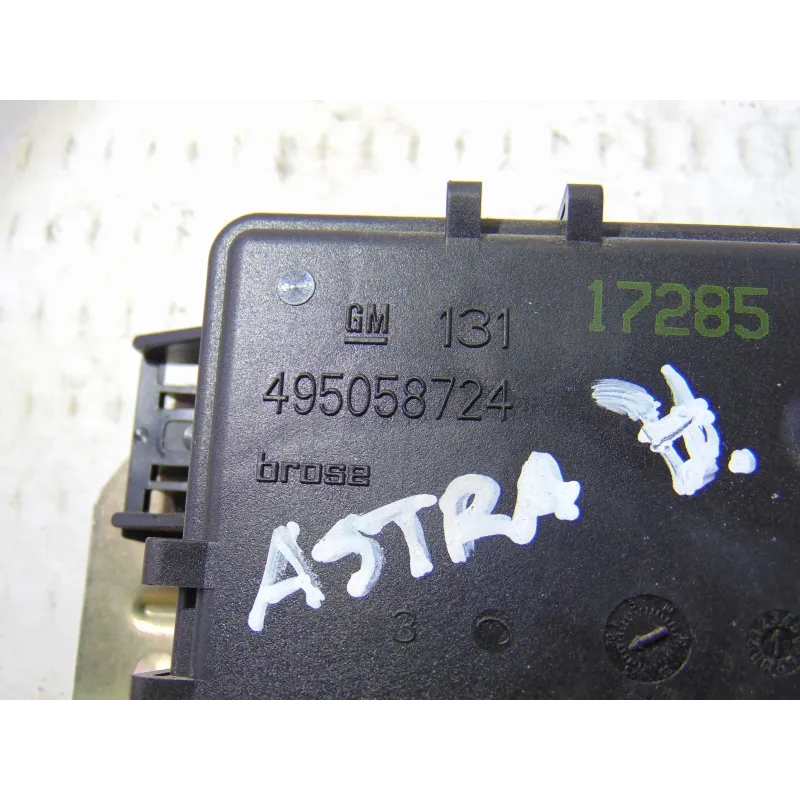 GM 131 17285
495058724
brose
ASTRA H.
3